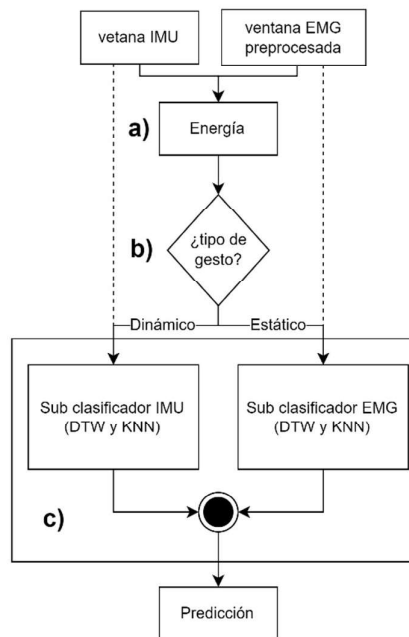 vetana IMU
ventana EMG
preprocesada
a)
Energía
b)
¿tipo de
gesto?
Dinámico
Estático
Sub clasificador IMU
(DTW y KNN)
Sub clasificador EMG
(DTW y KNN)
c)
Predicción